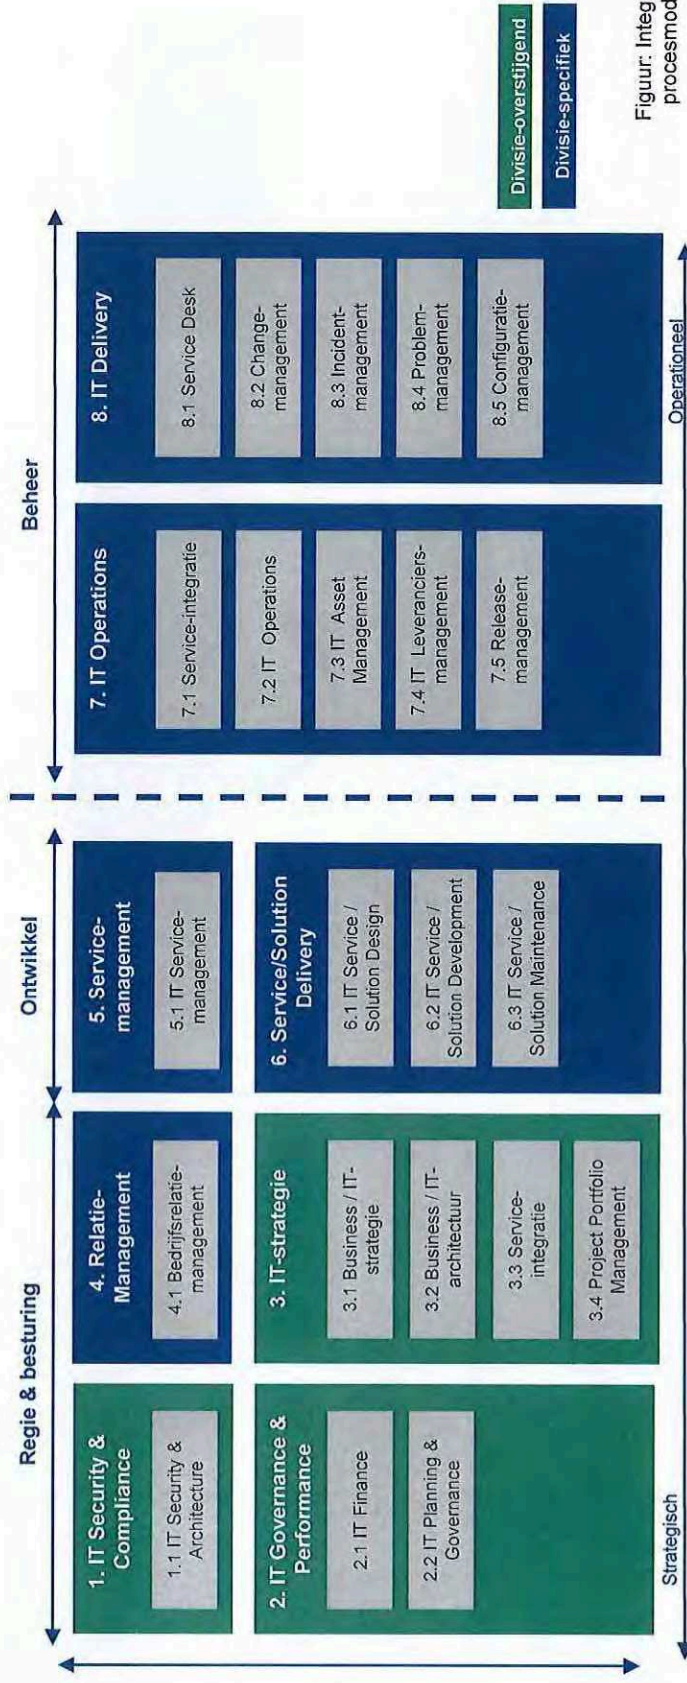 Regie & besturing
Ontwikkel
Beheer
1. IT Security &
Compliance
1.1 IT Security &
Architecture
2. IT Governance &
Performance
2.1 IT Finance
2.2 IT Planning &
Governance
4. Relatie-
Management
4.1 Bedrijfsrelatie-
management
3. IT-strategie
3.1 Business / IT-
strategie
3.2 Business / IT-
architectuur
3.3 Service-
integratie
3.4 Project Portfolio
Management
5. Service-
management
5.1 IT Service-
management
6. Service/Solution
Delivery
6.1 IT Service /
Solution Design
6.2 IT Service /
Solution Development
6.3 IT Service /
Solution Maintenance
7. IT Operations
7.1 Service-integratie
7.2 IT Operations
7.3 IT Asset
Management
7.4 IT Leveranciers-
management
7.5 Release-
management
8. IT Delivery
8.1 Service Desk
8.2 Change-
management
8.3 Incident-
management
8.4 Problem-
management
8.5 Configuratie-
management
Strategisch
Operationeel
Divisie-overstijgend
Divisie-specifiek
Figuur: Integ
procesmod